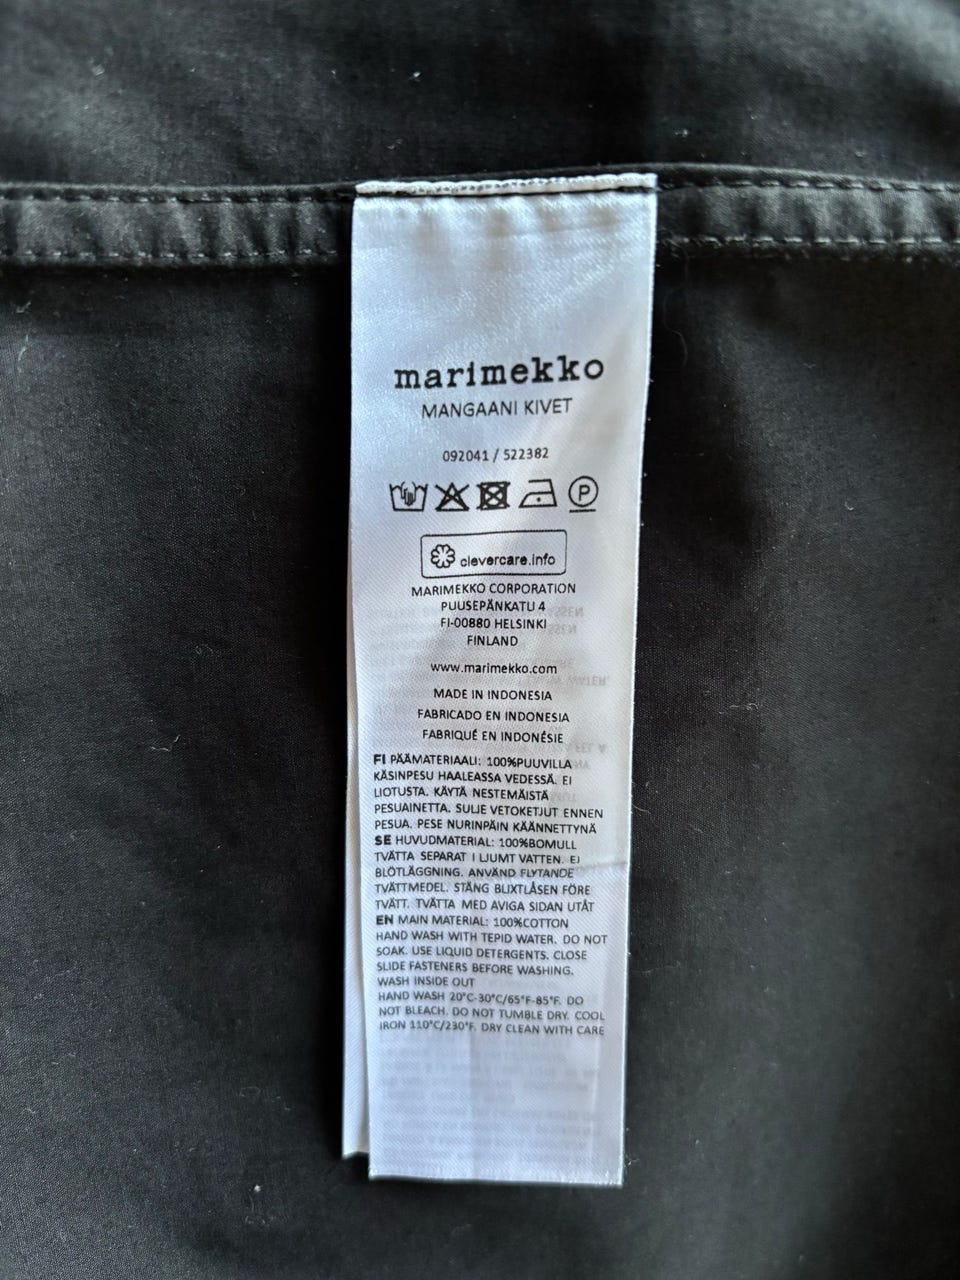 marimekko
MANGAANI KIVET
092041 / 522382
P
clevercare.info
MARIMEKKO CORPORATION
PUUSEPÄNKATU 4
FI-00880 HELSINKI
FINLAND
www.marimekko.com
MADE IN INDONESIA
FABRICADO EN INDONESIA
FABRIQUÉ EN INDONÉSIE
FI PÄÄMATERIAALI: 100%PUUVILLA
KÄSINPESU HAALEASSA VEDESSÄ. EI
LIOTUSTA. KÄYTÄ NESTEMÄISTÄ
PESUAINETTA. SULJE VETOKETJUT ENNEN
PESUA. PESE NURINPÄIN KÄÄNNETTYNÄ
SE HUVUDMATERIAL: 100%BOMULL
TVÄTTA SEPARAT I LJUMT VATTEN. EJ
BLÖTLÄGGNING. ANVÄND FLYTANDE
TVÄTTMEDEL. STÄNG BLIXTLÅSEN FÖRE
TVÄTT. TVÄTTA MED AVIGA SIDAN UTÅT
EN MAIN MATERIAL: 100%COTTON
HAND WASH WITH TEPID WATER. DO NOT
SOAK. USE LIQUID DETERGENTS. CLOSE
SLIDE FASTENERS BEFORE WASHING.
WASH INSIDE OUT
HAND WASH 20°C-30°C/65°F-85°F. DO
NOT BLEACH. DO NOT TUMBLE DRY. COOL
IRON 110°C/230°F. DRY CLEAN WITH CARE